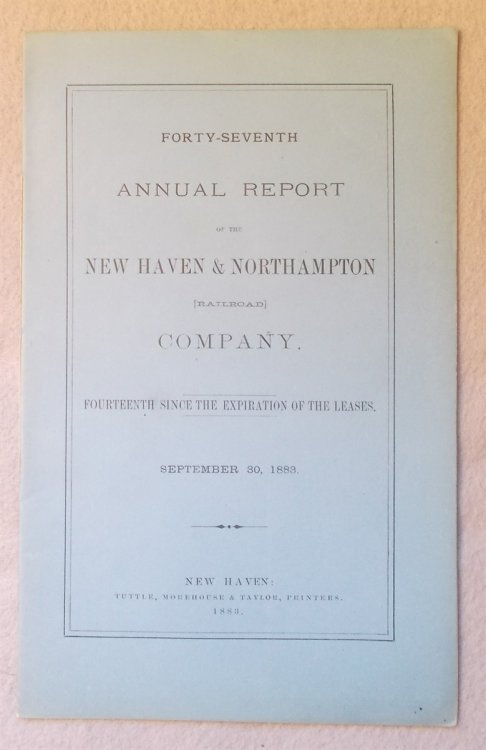 FORTY-SEVENTH
ANNUAL REPORT
OF THE
NEW HAVEN & NORTHAMPTON
[RAILROAD]
COMPANY.
FOURTEENTH SINCE THE EXPIRATION OF THE LEASES.
SEPTEMBER 30, 1883.
NEW HAVEN:
TUTTLE, MOREHOUSE & TAYLOR, PRINTERS.
1883.